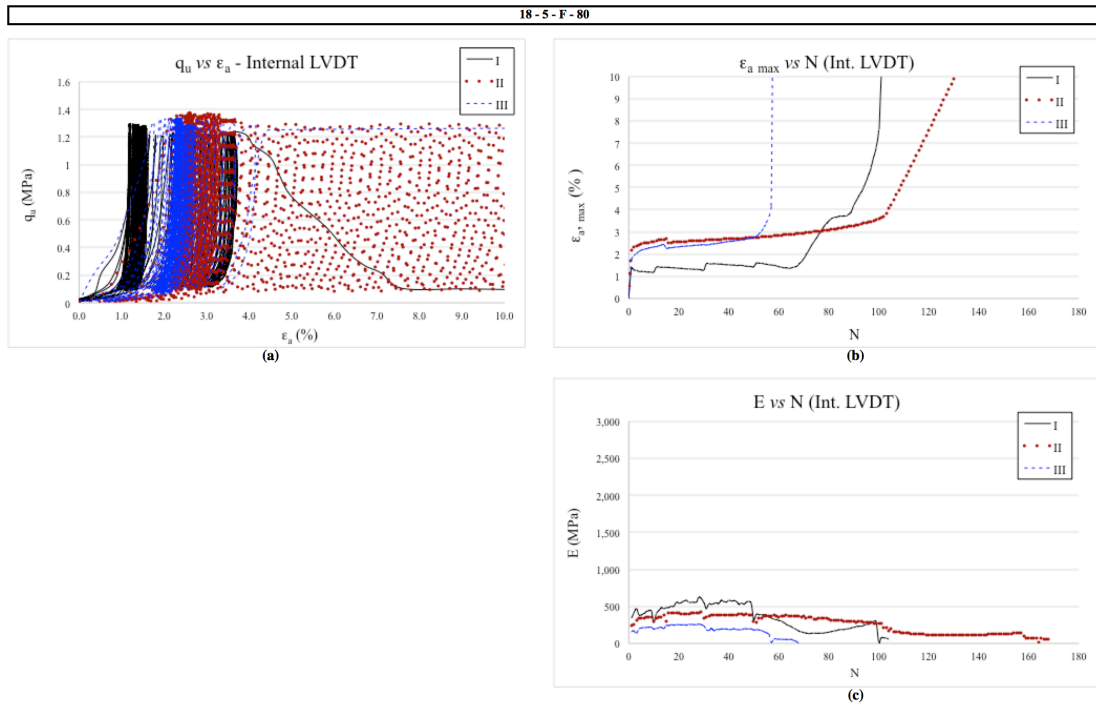 18 - 5 - F - 80
qu vs εa - Internal LVDT
I
II
III
1.6
1.4
1.2
1
0.8
0.6
0.4
0.2
0
qu (MPa)
0.0 1.0 2.0 3.0 4.0 5.0 6.0 7.0 8.0 9.0 10.0
εa (%)
(a)
εa max vs N (Int. LVDT)
I
II
III
10
9
8
7
6
5
4
3
2
1
0
εa, max (%)
0 20 40 60 80 100 120 140 160 180
N
(b)
E vs N (Int. LVDT)
I
II
III
3,000
2,500
2,000
1,500
1,000
500
0
E (MPa)
0 20 40 60 80 100 120 140 160 180
N
(c)